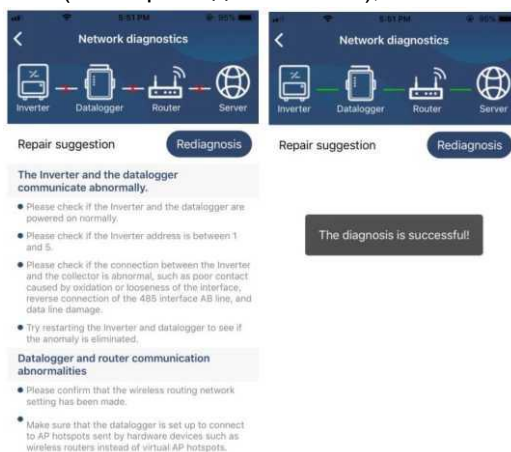 5:51 PM
95%
Network diagnostics
Inverter Datalogger Router Server
Repair suggestion Rediagnosis
The Inverter and the datalogger
communicate abnormally.
Please check if the Inverter and the datalogger are
powered on normally.
Please check if the Inverter address is between 1
and 5.
Please check if the connection between the Inverter
and the collector is abnormal, such as poor contact
caused by oxidation or looseness of the interface,
reverse connection of the 485 interface AB line, and
data line damage.
Try restarting the Inverter and datalogger to see if
the anomaly is eliminated.
Datalogger and router communication
abnormalities
Please confirm that the wireless routing network
setting has been made.
Make sure that the datalogger is set up to connect
to AP hotspots sent by hardware devices such as
wireless routers instead of virtual AP hotspots.
5:51 PM
95%
Network diagnostics
Inverter Datalogger Router Server
Repair suggestion Rediagnosis
The diagnosis is successful!